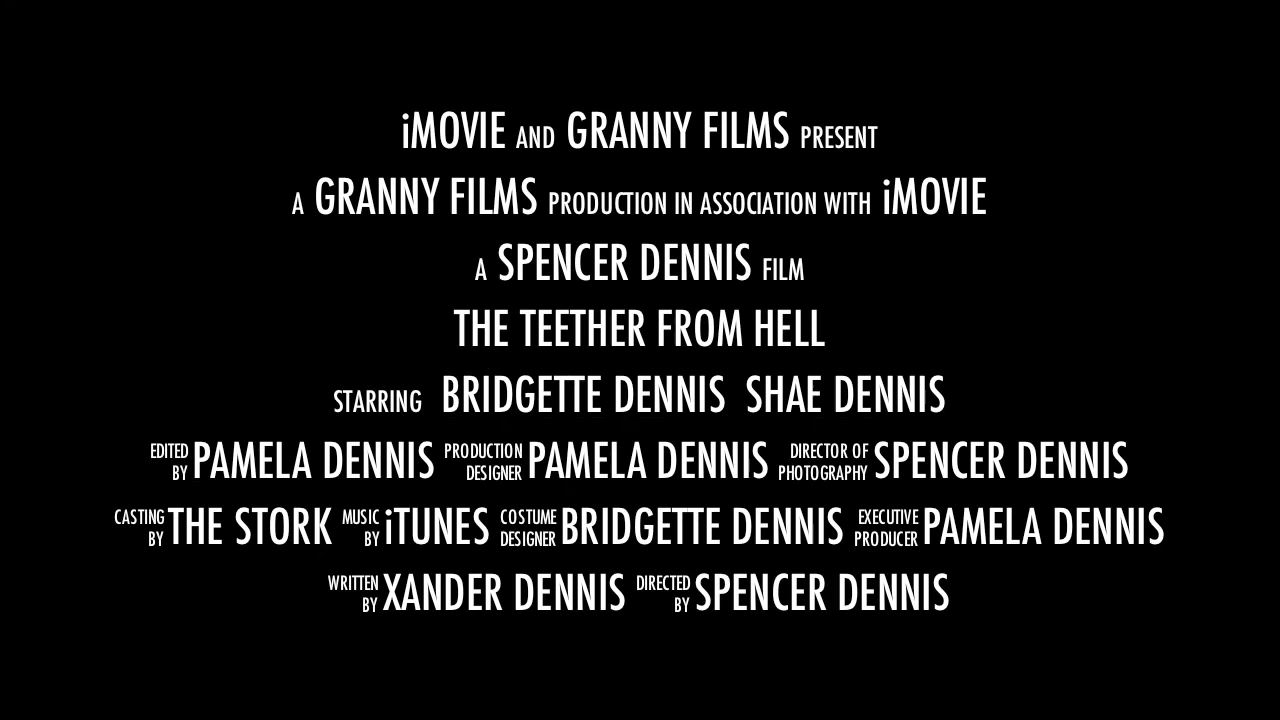 iMOVIE AND GRANNY FILMS PRESENT
A GRANNY FILMS PRODUCTION IN ASSOCIATION WITH iMOVIE
A SPENCER DENNIS FILM
THE TEETHER FROM HELL
STARRING BRIDGETTE DENNIS SHAE DENNIS
EDITED BY PAMELA DENNIS PRODUCTION DESIGNER PAMELA DENNIS DIRECTOR OF PHOTOGRAPHY SPENCER DENNIS
CASTING BY THE STORK MUSIC BY iTUNES COSTUME DESIGNER BRIDGETTE DENNIS EXECUTIVE PRODUCER PAMELA DENNIS
WRITTEN BY XANDER DENNIS DIRECTED BY SPENCER DENNIS